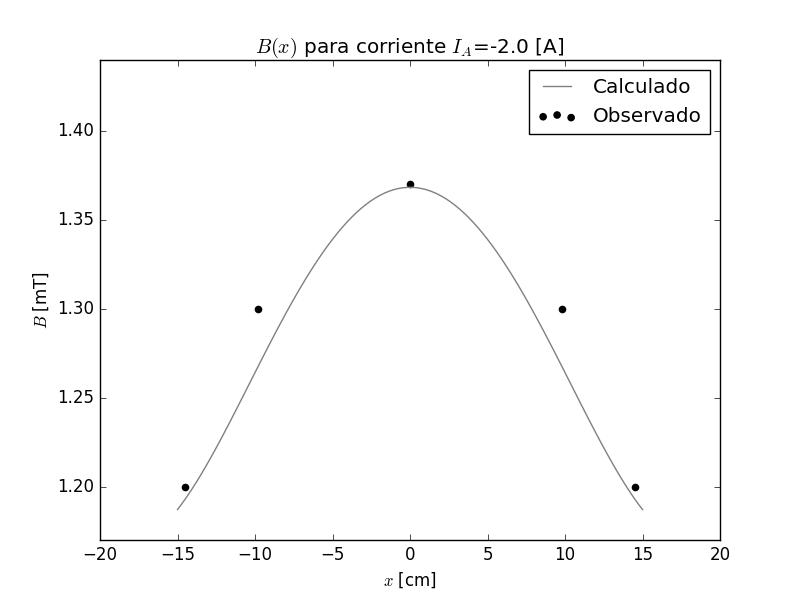 B(x) para corriente I_A=-2.0 [A]
Calculado
Observado
1.40
1.35
1.30
1.25
1.20
B [mT]
−20 −15 −10 −5 0 5 10 15 20
x [cm]